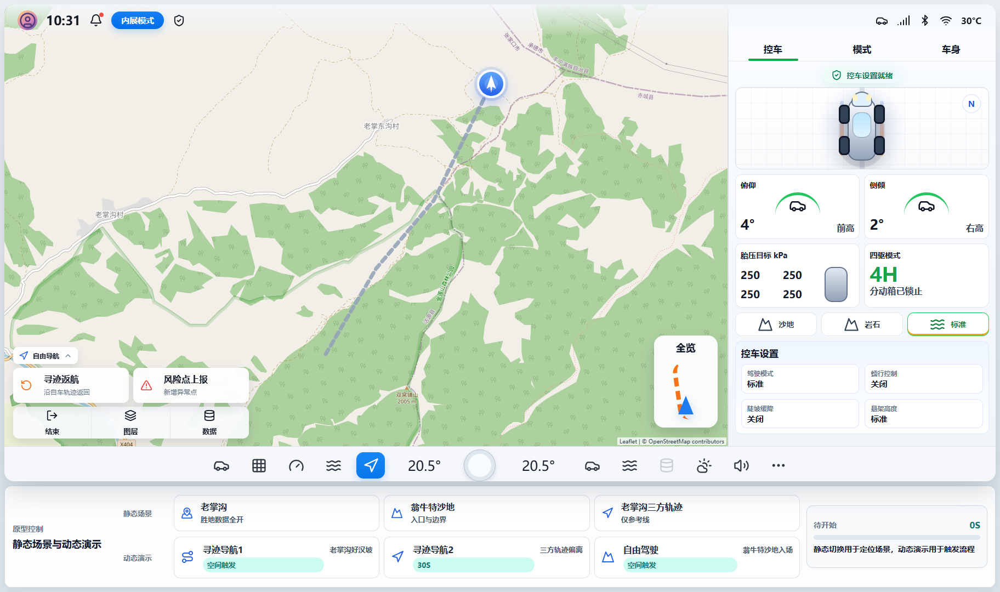 10:31
内展模式
30°C
控车
模式
车身
控车设置就绪
N
俯仰
4°
前高
侧倾
2°
右高
胎压目标 kPa
250
250
250
250
四驱模式
4H
分动箱已锁止
沙地
岩石
标准
控车设置
驾驶模式
标准
蠕行控制
关闭
陡坡缓降
关闭
悬架高度
标准
张家口市
承德市
丰宁满族自治县
赤城县
老掌东沟村
老掌沟村
金莲山森林公园
沽源县
双窝铺山
2005 m
X404
自由导航
寻迹返航
沿自车轨迹返回
风险点上报
新增异常点
结束
图层
数据
全览
Leaflet | © OpenStreetMap contributors
20.5°
20.5°
原型控制
静态场景与动态演示
静态场景
老掌沟
胜地数据全开
翁牛特沙地
入口与边界
老掌沟三方轨迹
仅参考线
动态演示
寻迹导航1
老掌沟好汉坡
空间触发
寻迹导航2
三方轨迹偏离
30S
自由驾驶
翁牛特沙地入场
空间触发
待开始
0S
静态切换用于定位场景，动态演示用于触发流程